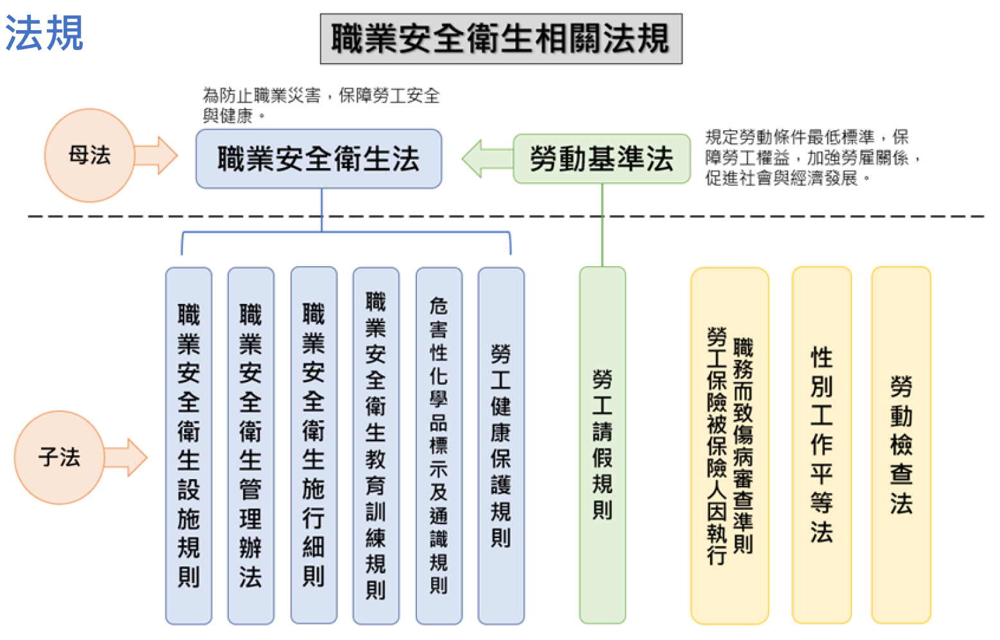 法規
職業安全衛生相關法規
為防止職業災害，保障勞工安全
與健康。
母法
職業安全衛生法
勞動基準法
規定勞動條件最低標準，保
障勞工權益，加強勞雇關係，
促進社會與經濟發展。
子法
職業安全衛生設施規則
職業安全衛生管理辦法
職業安全衛生施行細則
職業安全衛生教育訓練規則
危害性化學品標示及通識規則
勞工健康保護規則
勞工請假規則
勞工保險被保險人因執行
職務而致傷病審查準則
性別工作平等法
勞動檢查法